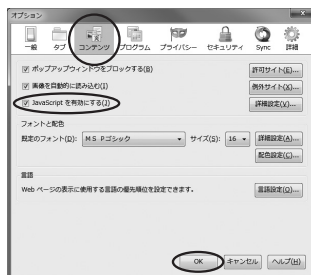 オプション
一般 タブ コンテンツ プログラム プライバシー セキュリティ Sync 詳細
ポップアップウィンドウをブロックする(B) 許可サイト(E)...
画像を自動的に読み込む(I) 例外サイト(X)...
JavaScript を有効にする(J) 詳細設定(V)...
フォントと配色
既定のフォント(D): MS Pゴシック サイズ(S): 16 詳細設定(A)...
配色設定(C)...
言語
Web ページの表示に使用する言語の優先順位を設定できます。 言語設定(O)...
OK キャンセル ヘルプ(H)